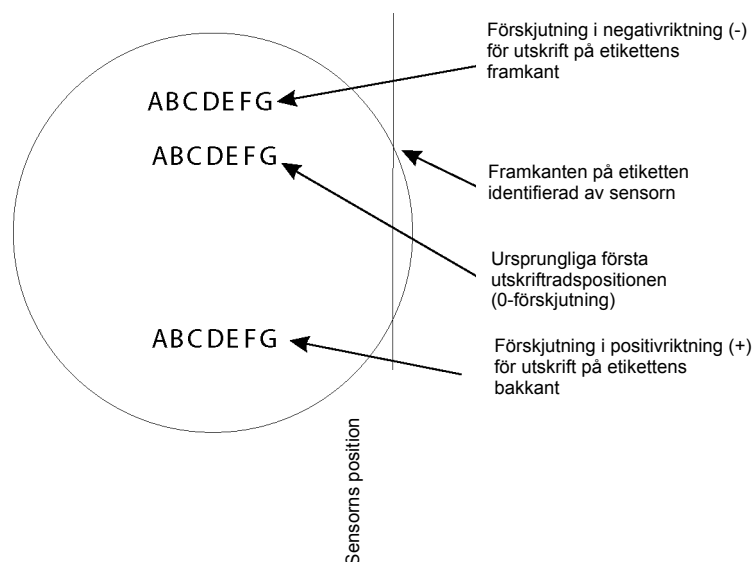 Förskjutning i negativriktning (-)
för utskrift på etikettens
framkant
ABCDEFG
ABCDEFG
Framkanten på etiketten
identifierad av sensorn
Ursprungliga första
utskriftradspositionen
(0-förskjutning)
ABCDEFG
Förskjutning i positivriktning (+)
för utskrift på etikettens
bakkant
Sensorns position